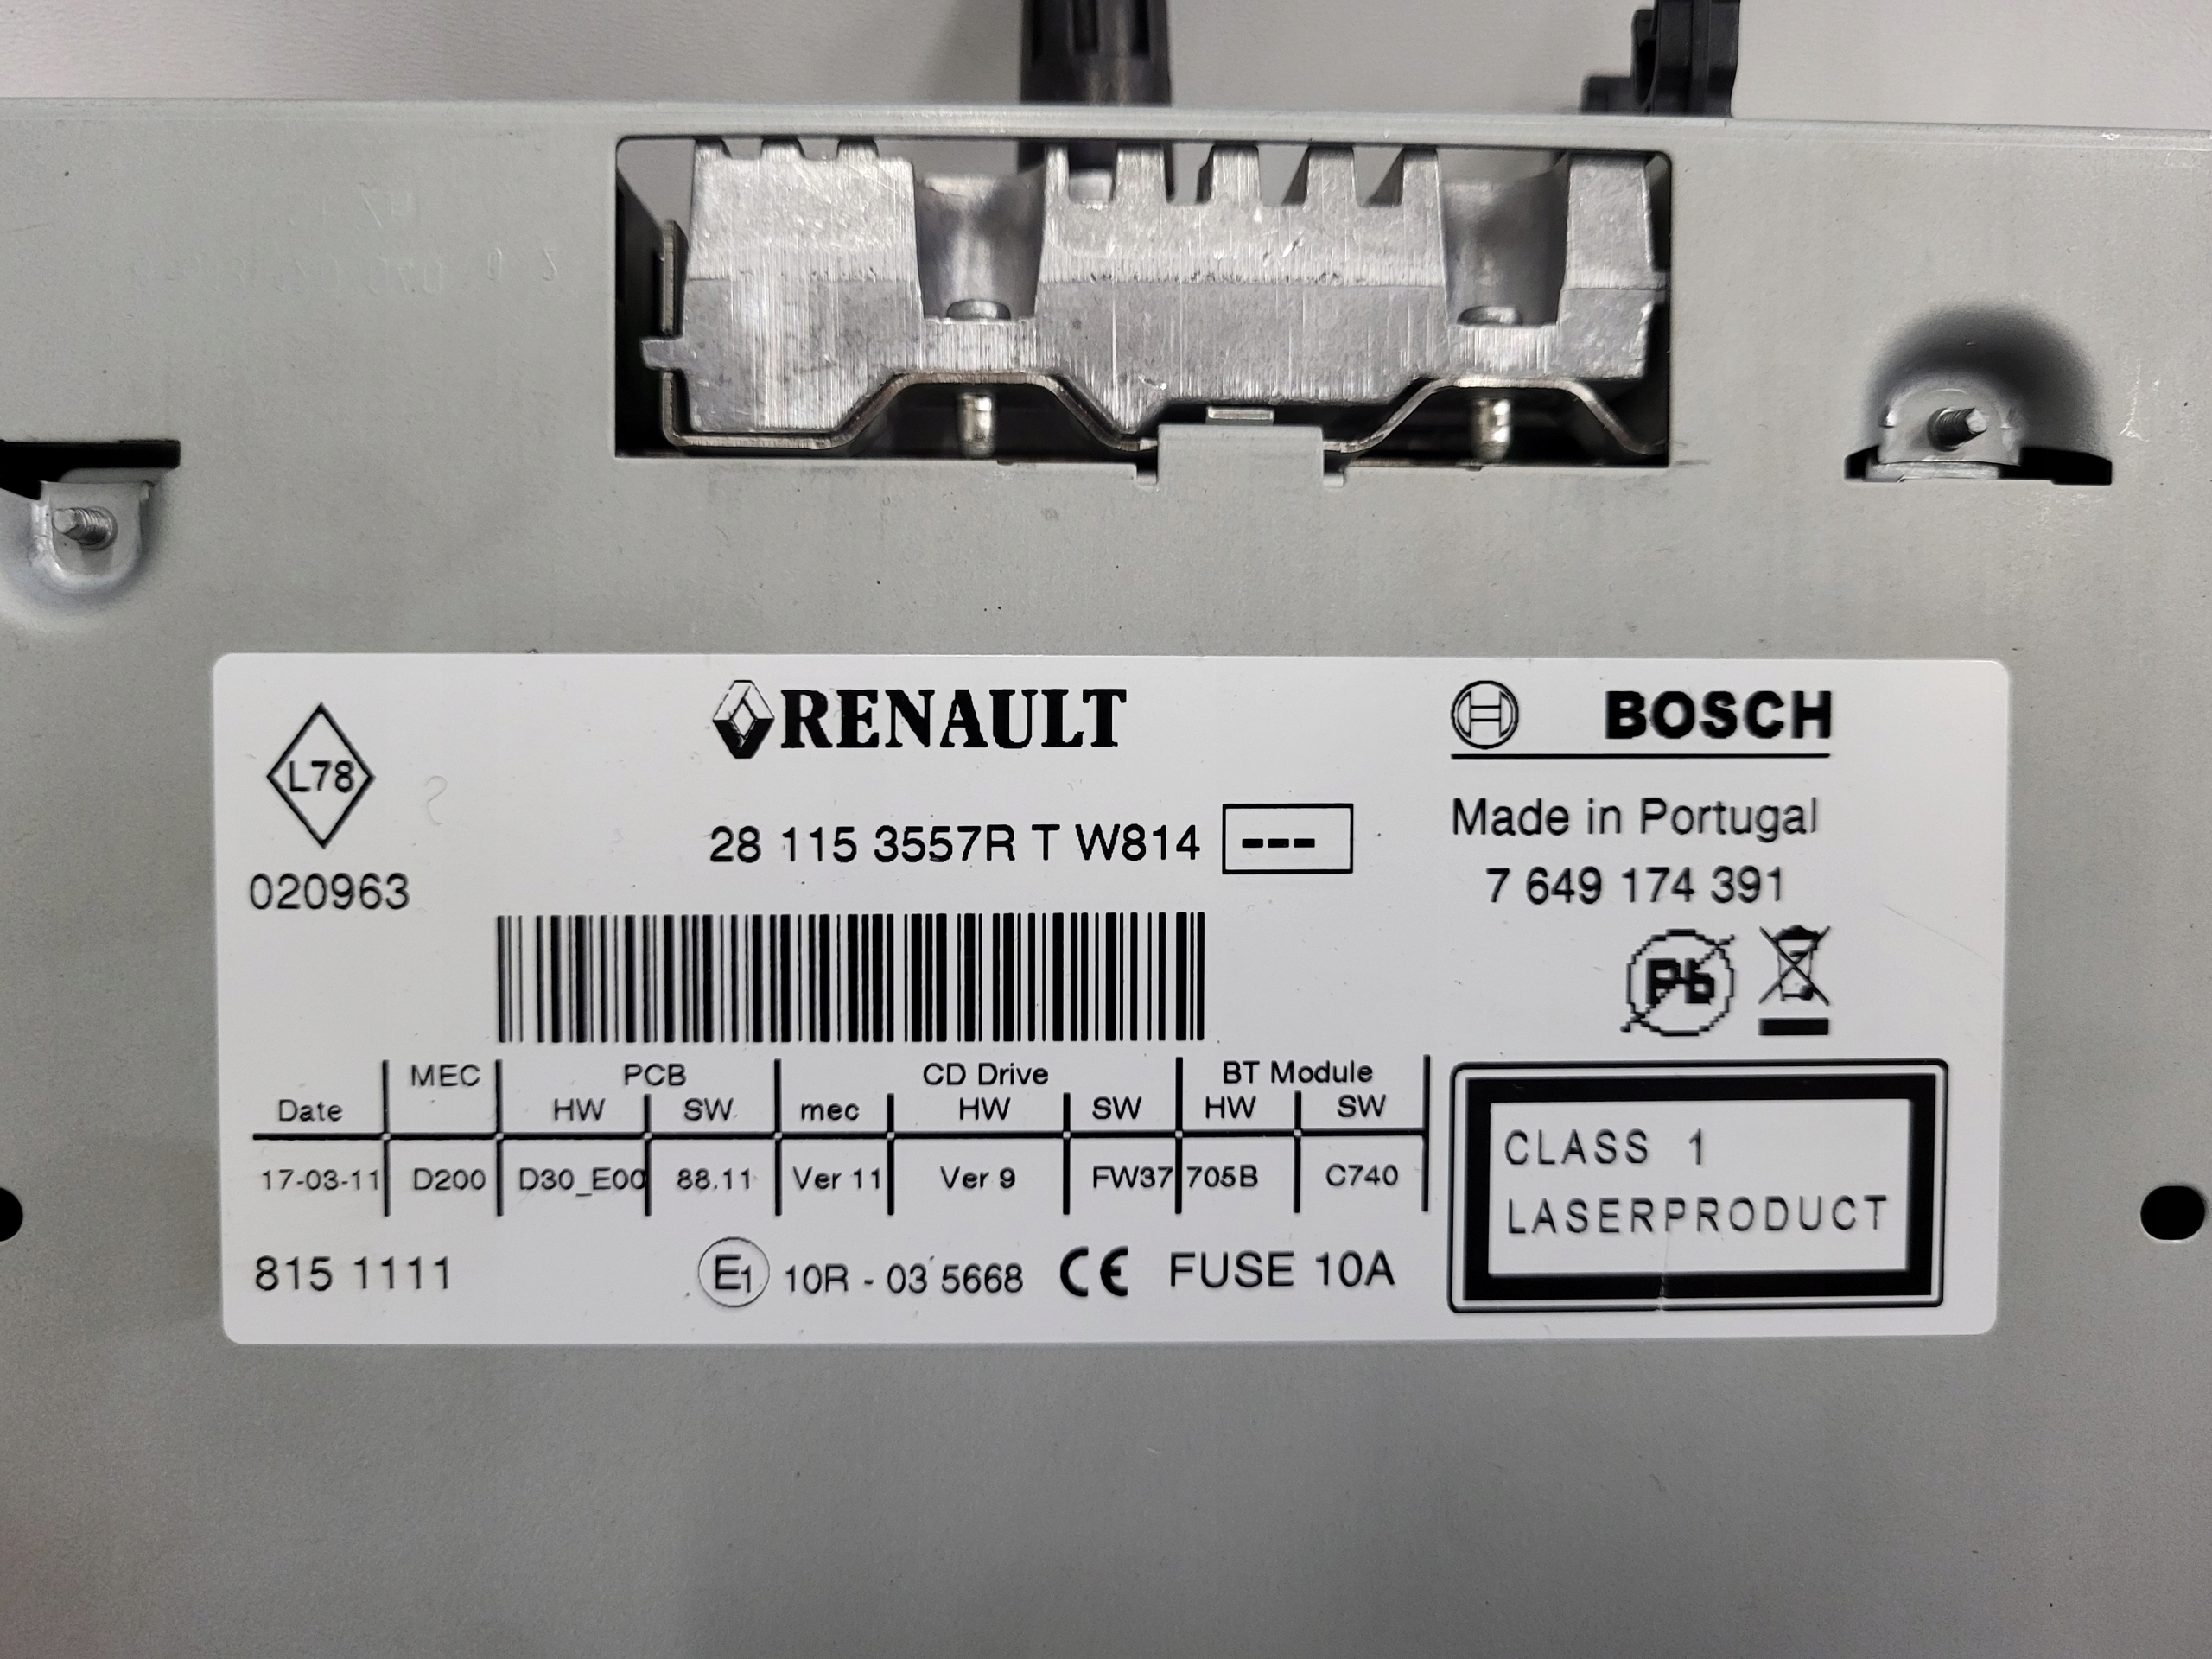 L78
020963
RENAULT
28 115 3557R T W814 ---
BOSCH
Made in Portugal
7 649 174 391
Pb
MEC PCB CD Drive BT Module
Date HW SW mec HW SW HW SW
17-03-11 D200 D30_E00 88.11 Ver 11 Ver 9 FW37 705B C740
815 1111
E1 10R - 03 5668 CE FUSE 10A
CLASS 1
LASERPRODUCT